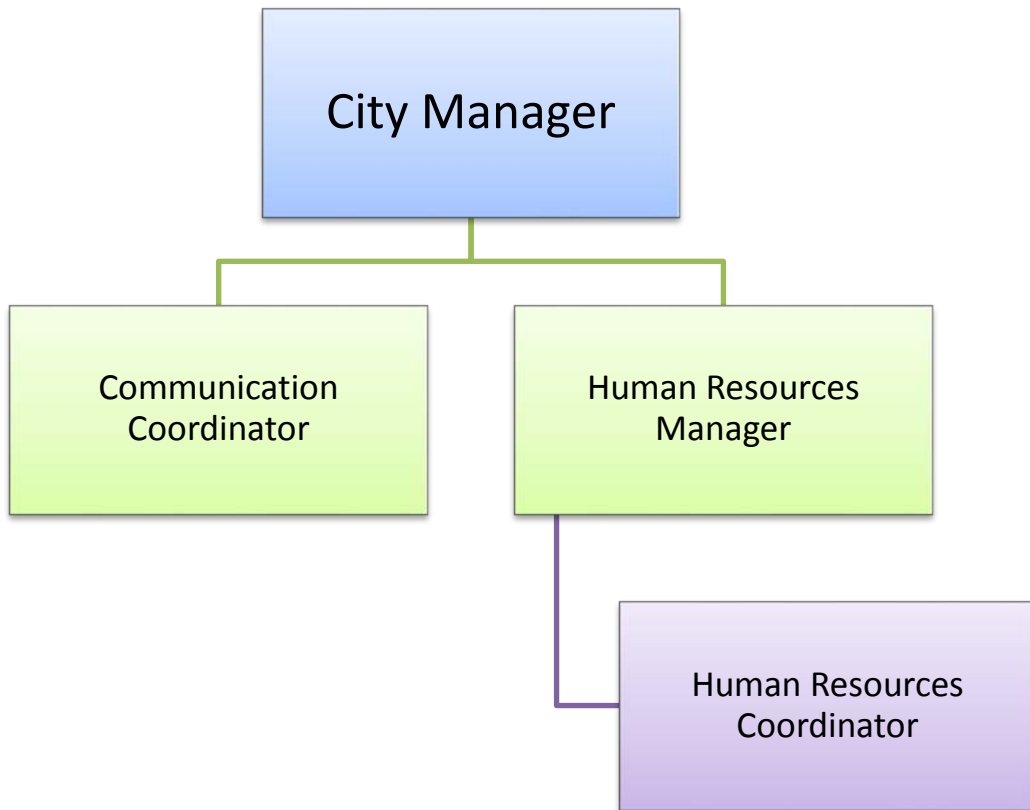 City Manager
Communication
Coordinator
Human Resources
Manager
Human Resources
Coordinator